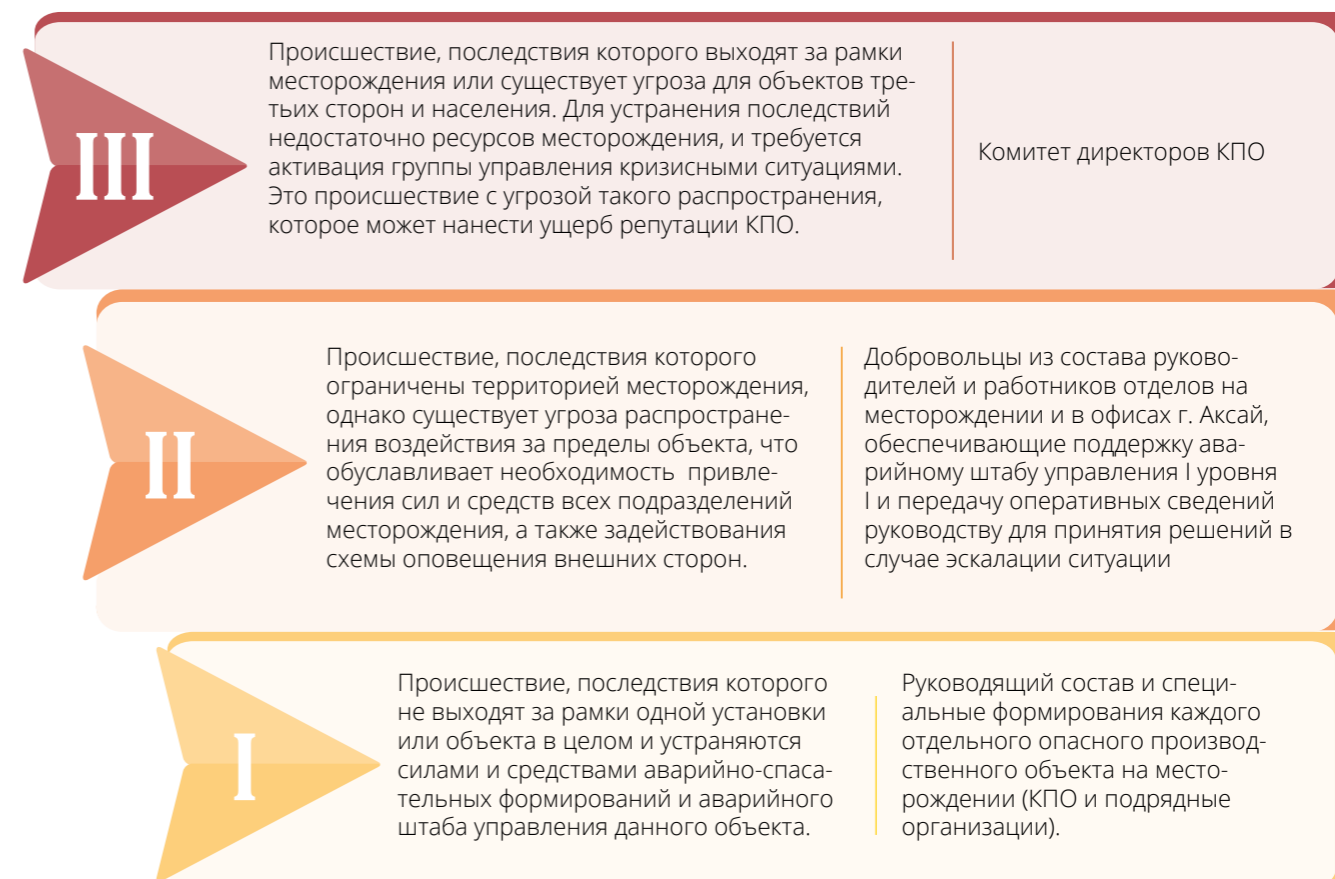 III
Происшествие, последствия которого выходят за рамки
месторождения или существует угроза для объектов тре-
тьих сторон и населения. Для устранения последствий
недостаточно ресурсов месторождения, и требуется
активация группы управления кризисными ситуациями.
Это происшествие с угрозой такого распространения,
которое может нанести ущерб репутации КПО.
Комитет директоров КПО
II
Происшествие, последствия которого
ограничены территорией месторождения,
однако существует угроза распростране-
ния воздействия за пределы объекта, что
обуславливает необходимость привле-
чения сил и средств всех подразделений
месторождения, а также задействования
схемы оповещения внешних сторон.
Добровольцы из состава руково-
дителей и работников отделов на
месторождении и в офисах г. Аксай,
обеспечивающие поддержку ава-
рийному штабу управления I уровня
I и передачу оперативных сведений
руководству для принятия решений в
случае эскалации ситуации
I
Происшествие, последствия которого
не выходят за рамки одной установки
или объекта в целом и устраняются
силами и средствами аварийно-спаса-
тельных формирований и аварийного
штаба управления данного объекта.
Руководящий состав и специ-
альные формирования каждого
отдельного опасного производ-
ственного объекта на место-
рождении (КПО и подрядные
организации).